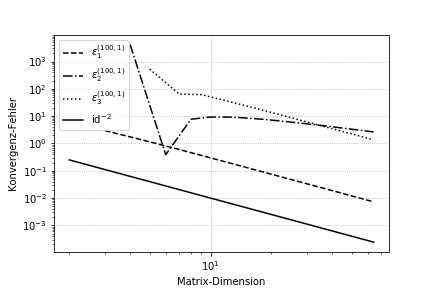 ε₁⁽¹⁰⁰,¹⁾
ε₂⁽¹⁰⁰,¹⁾
ε₃⁽¹⁰⁰,¹⁾
id⁻²
10³
10²
10¹
10⁰
10⁻¹
10⁻²
10⁻³
Konvergenz-Fehler
10¹
Matrix-Dimension